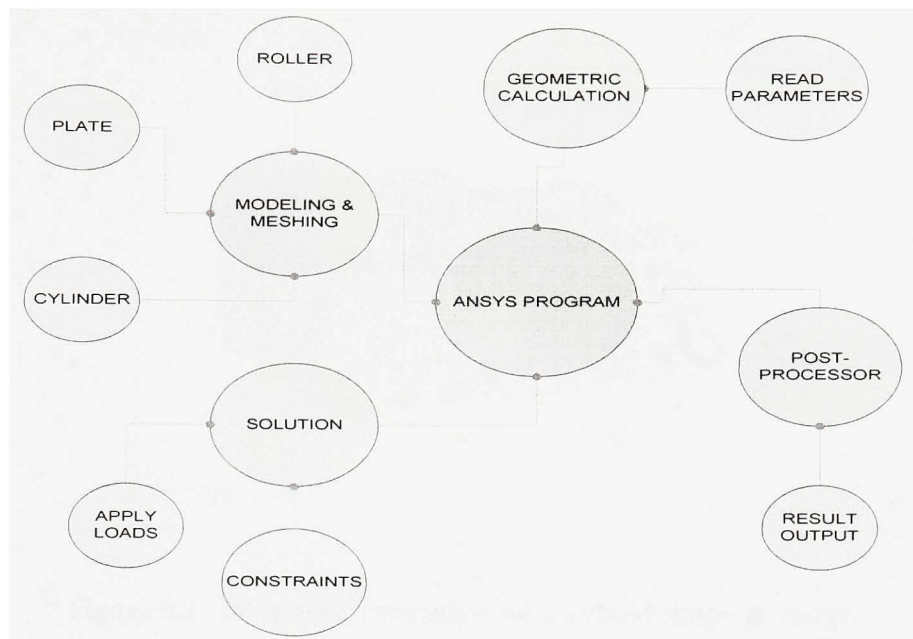 ROLLER
GEOMETRIC
CALCULATION
READ
PARAMETERS
PLATE
MODELING &
MESHING
CYLINDER
ANSYS PROGRAM
POST-
PROCESSOR
SOLUTION
APPLY
LOADS
CONSTRAINTS
RESULT
OUTPUT